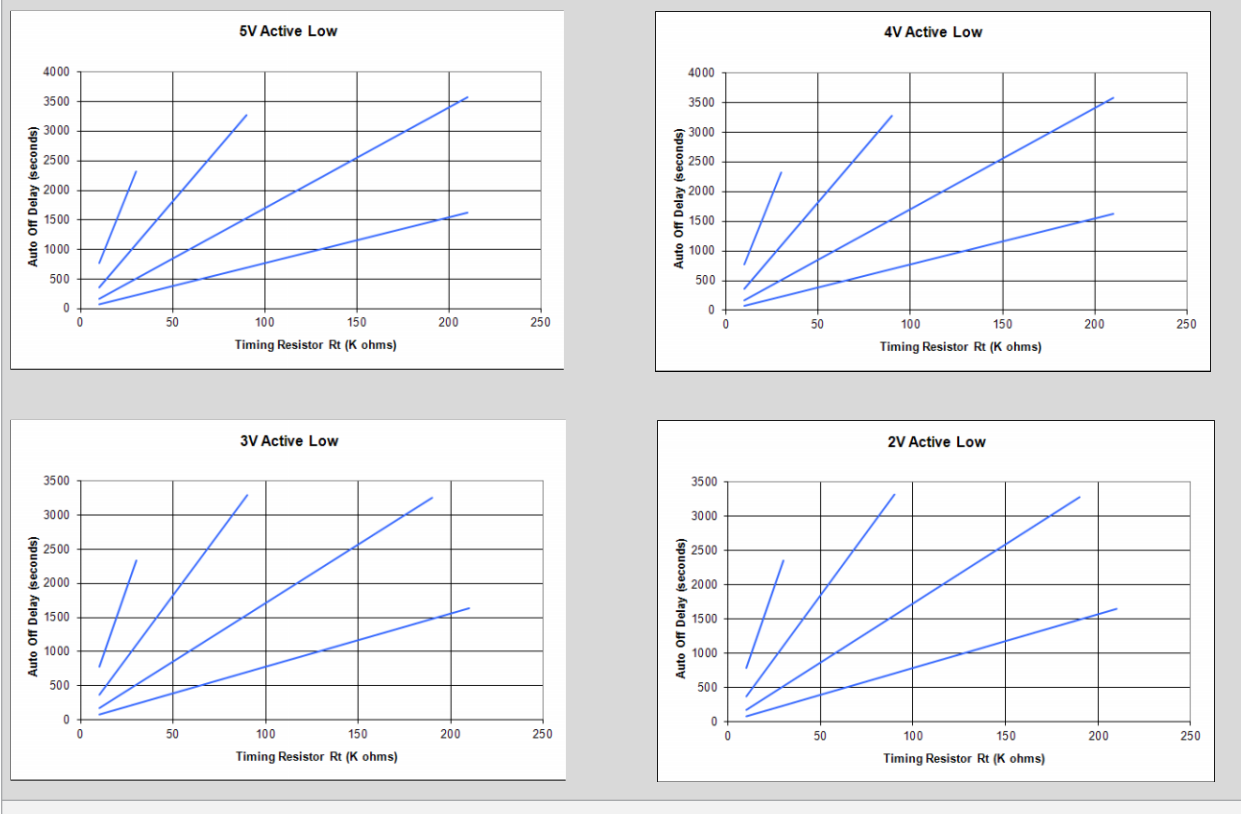 5V Active Low
4000
3500
3000
2500
2000
1500
1000
500
0
0 50 100 150 200 250
Auto Off Delay (seconds)
Timing Resistor Rt (K ohms)
4V Active Low
4000
3500
3000
2500
2000
1500
1000
500
0
0 50 100 150 200 250
Auto Off Delay (seconds)
Timing Resistor Rt (K ohms)
3V Active Low
3500
3000
2500
2000
1500
1000
500
0
0 50 100 150 200 250
Auto Off Delay (seconds)
Timing Resistor Rt (K ohms)
2V Active Low
3500
3000
2500
2000
1500
1000
500
0
0 50 100 150 200 250
Auto Off Delay (seconds)
Timing Resistor Rt (K ohms)